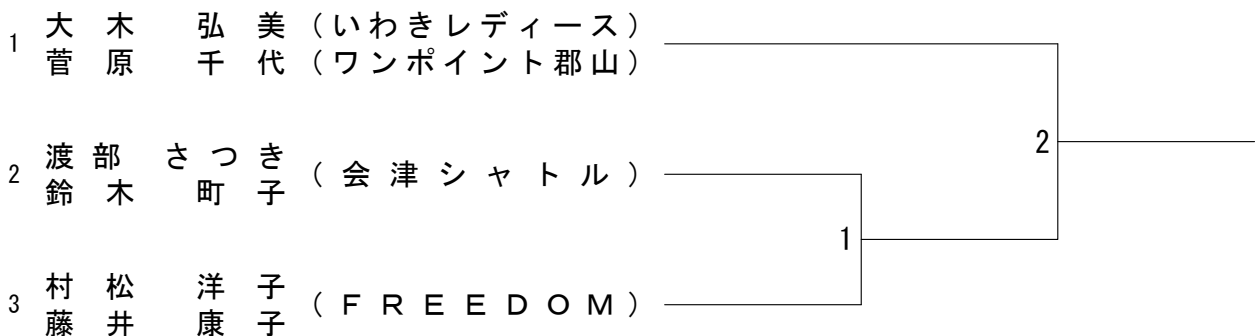 1 大木 弘美(いわきレディース)
菅原 千代(ワンポイント郡山)
2
2 渡部 さつき(会津シャトル)
鈴木 町子
1
3 村松 洋子(FREEDOM)
藤井 康子